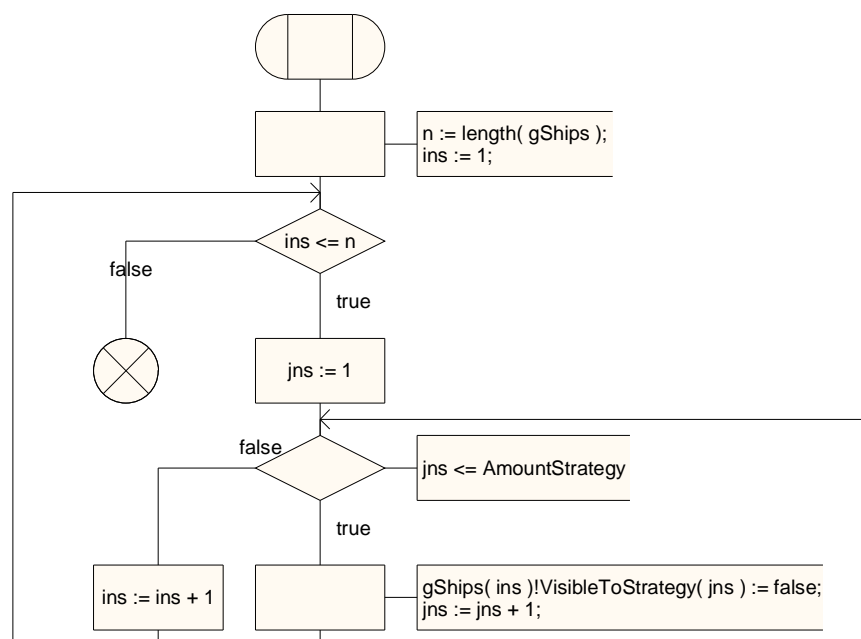 n := length( gShips );
ins := 1;
ins <= n
false
true
jns := 1
false
jns <= AmountStrategy
true
ins := ins + 1
gShips( ins )!VisibleToStrategy( jns ) := false;
jns := jns + 1;